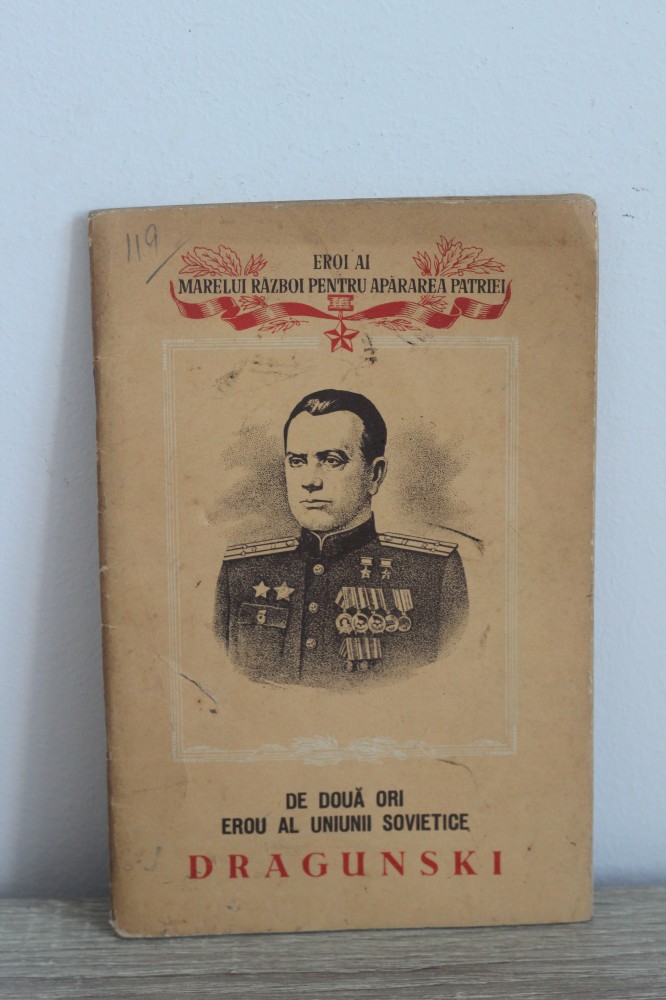 119
EROI AI
MARELUI RĂZBOI PENTRU APĂRAREA PATRIEI
DE DOUĂ ORI
EROU AL UNIUNII SOVIETICE
DRAGUNSKI